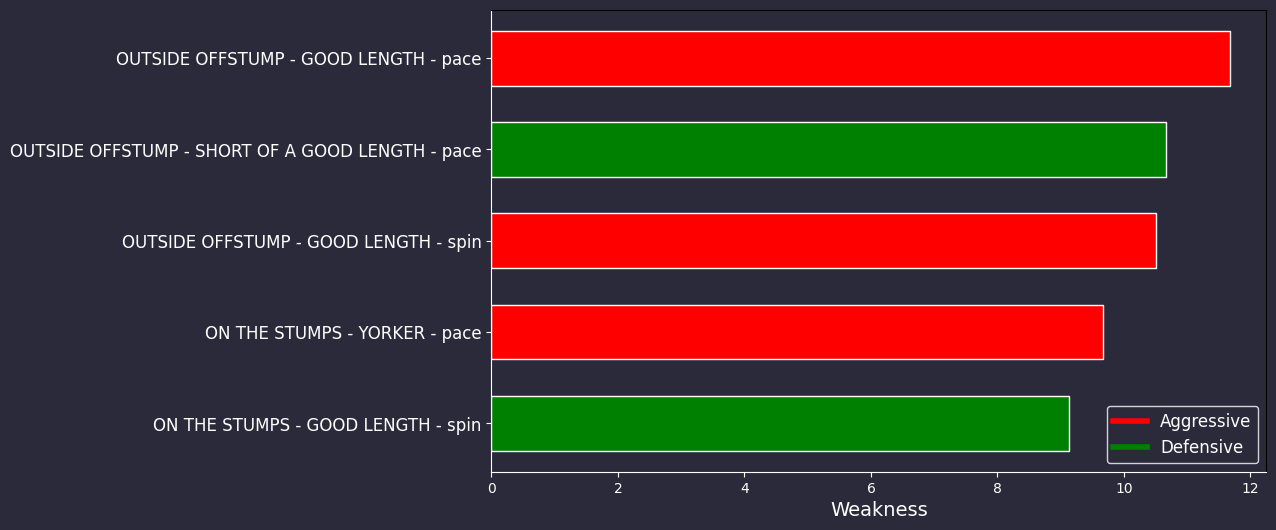 OUTSIDE OFFSTUMP - GOOD LENGTH - pace
OUTSIDE OFFSTUMP - SHORT OF A GOOD LENGTH - pace
OUTSIDE OFFSTUMP - GOOD LENGTH - spin
ON THE STUMPS - YORKER - pace
ON THE STUMPS - GOOD LENGTH - spin
Aggressive
Defensive
0 2 4 6 8 10 12
Weakness